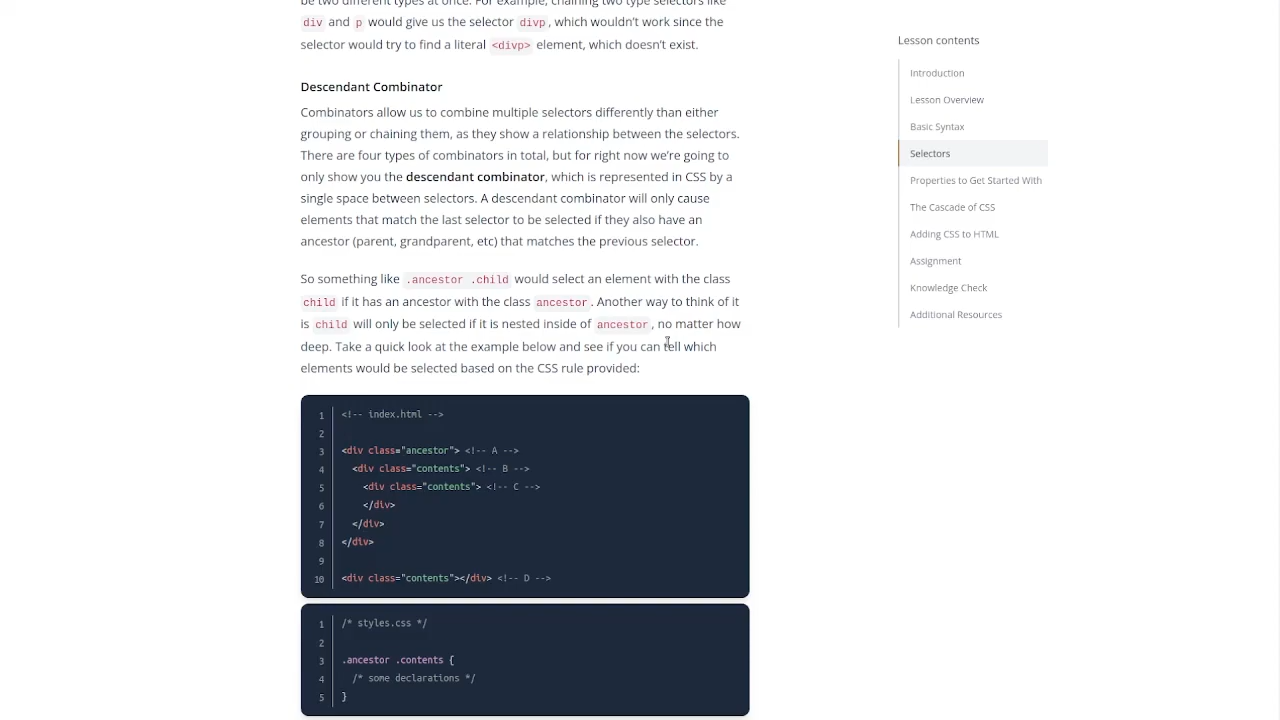 be two different types at once. For example, chaining two type selectors like
div and p would give us the selector divp, which wouldn't work since the
selector would try to find a literal <divp> element, which doesn't exist.
Descendant Combinator
Combinators allow us to combine multiple selectors differently than either
grouping or chaining them, as they show a relationship between the selectors.
There are four types of combinators in total, but for right now we're going to
only show you the descendant combinator, which is represented in CSS by a
single space between selectors. A descendant combinator will only cause
elements that match the last selector to be selected if they also have an
ancestor (parent, grandparent, etc) that matches the previous selector.
So something like .ancestor .child would select an element with the class
child if it has an ancestor with the class ancestor. Another way to think of it
is child will only be selected if it is nested inside of ancestor, no matter how
deep. Take a quick look at the example below and see if you can tell which
elements would be selected based on the CSS rule provided:
1 <!-- index.html -->
2
3 <div class="ancestor"> <!-- A -->
4 <div class="contents"> <!-- B -->
5 <div class="contents"> <!-- C -->
6 </div>
7 </div>
8 </div>
9
10 <div class="contents"></div> <!-- D -->
1 /* styles.css */
2
3 .ancestor .contents {
4 /* some declarations */
5 }
Lesson contents
Introduction
Lesson Overview
Basic Syntax
Selectors
Properties to Get Started With
The Cascade of CSS
Adding CSS to HTML
Assignment
Knowledge Check
Additional Resources